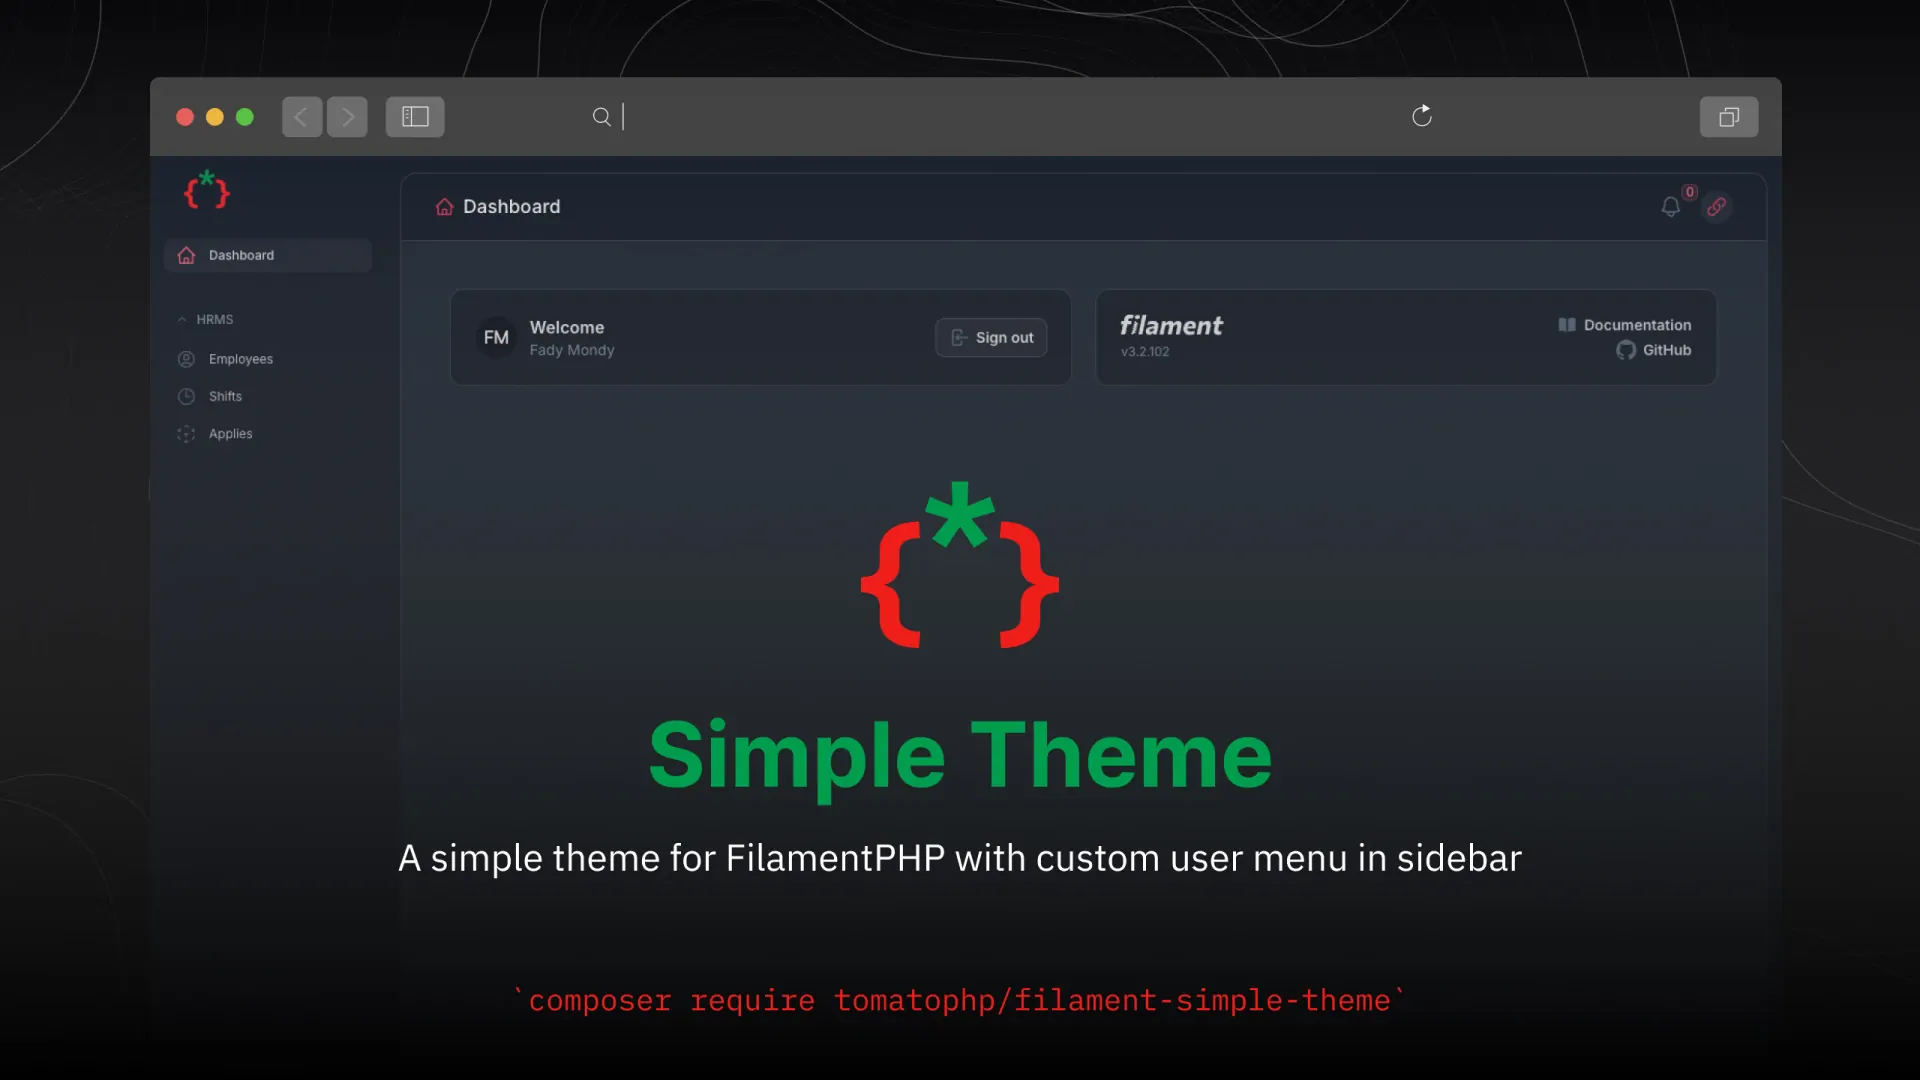 {*}
Dashboard
0
Dashboard
HRMS
Employees
Shifts
Applies
FM
Welcome
Fady Mondy
Sign out
filament
v3.2.102
Documentation
GitHub
{*}
Simple Theme
A simple theme for FilamentPHP with custom user menu in sidebar
`composer require tomatophp/filament-simple-theme`